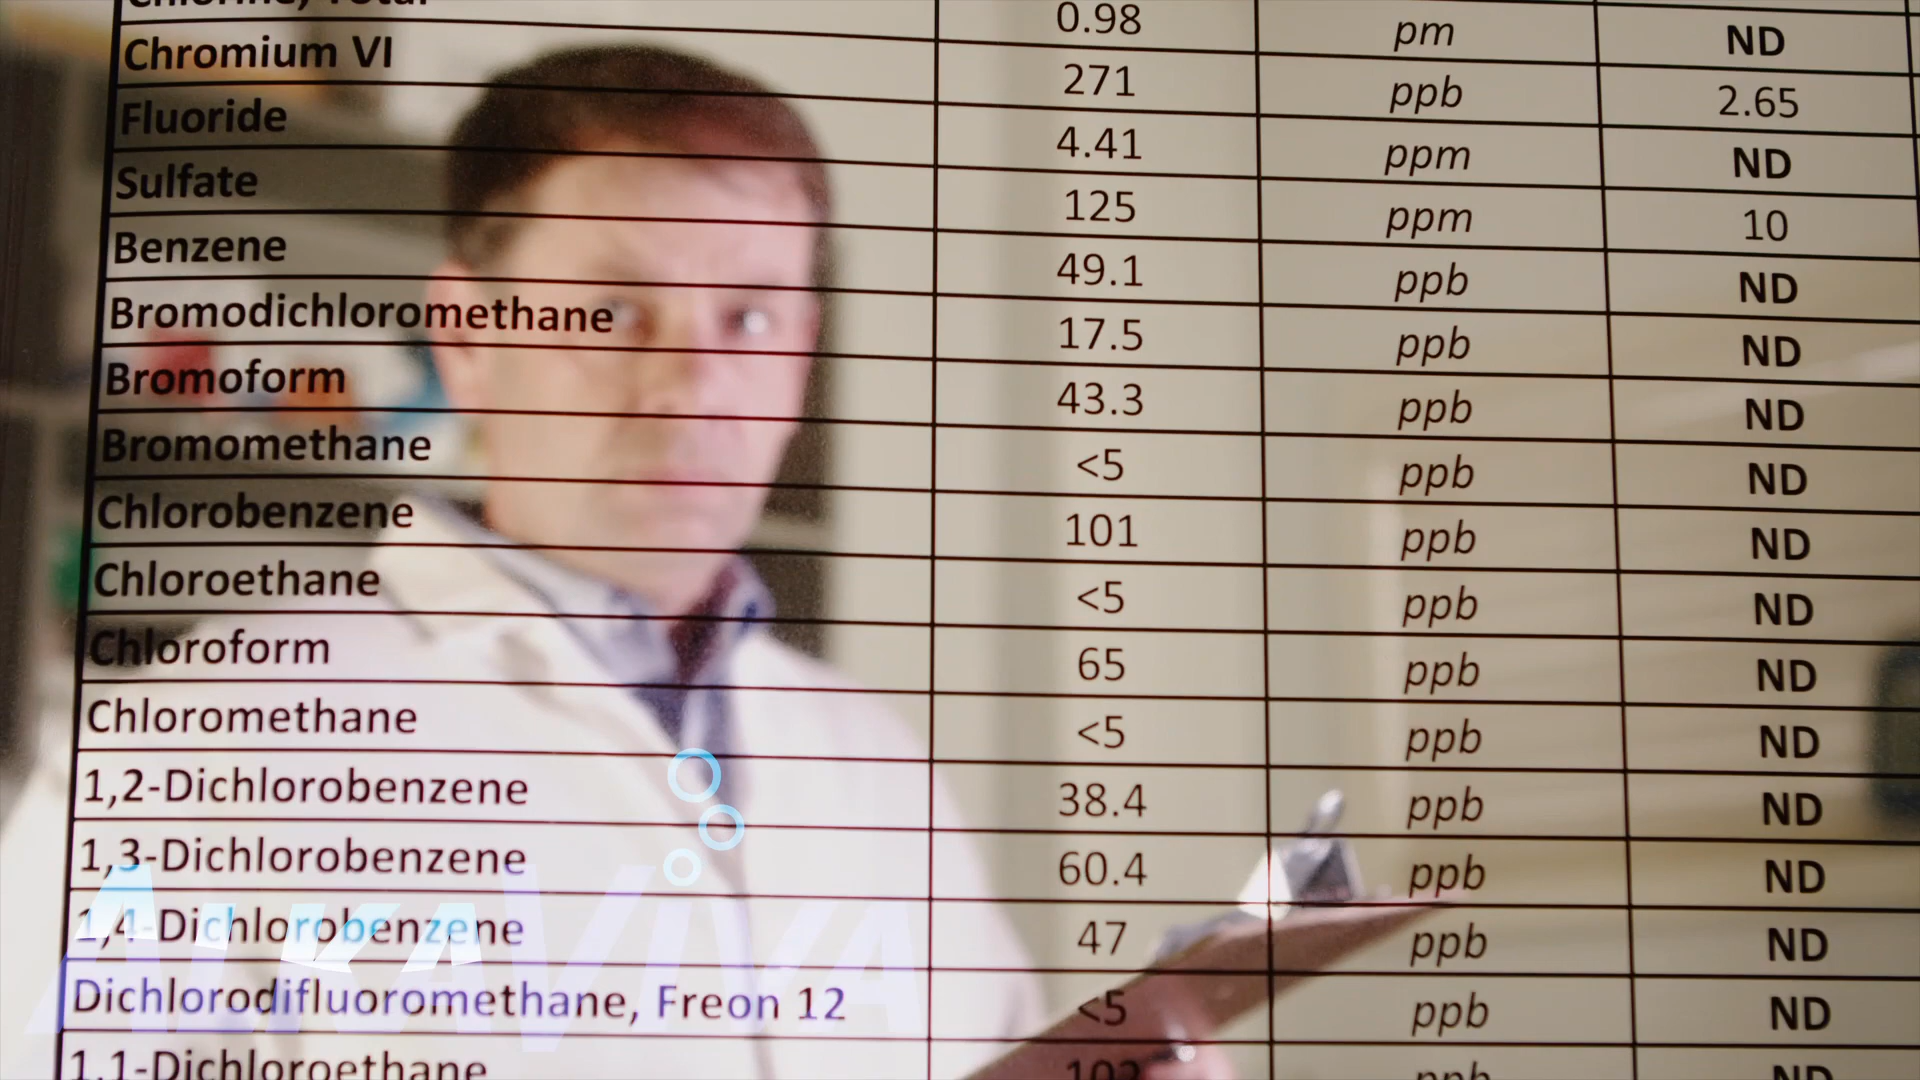 Chlorine, Total 0.98 pm ND
Chromium VI 271 ppb 2.65
Fluoride 4.41 ppm ND
Sulfate 125 ppm 10
Benzene 49.1 ppb ND
Bromodichloromethane 17.5 ppb ND
Bromoform 43.3 ppb ND
Bromomethane <5 ppb ND
Chlorobenzene 101 ppb ND
Chloroethane <5 ppb ND
Chloroform 65 ppb ND
Chloromethane <5 ppb ND
1,2-Dichlorobenzene 38.4 ppb ND
1,3-Dichlorobenzene 60.4 ppb ND
1,4-Dichlorobenzene 47 ppb ND
Dichlorodifluoromethane, Freon 12 <5 ppb ND
1,1-Dichloroethane ppb ND
ALKAVIVA